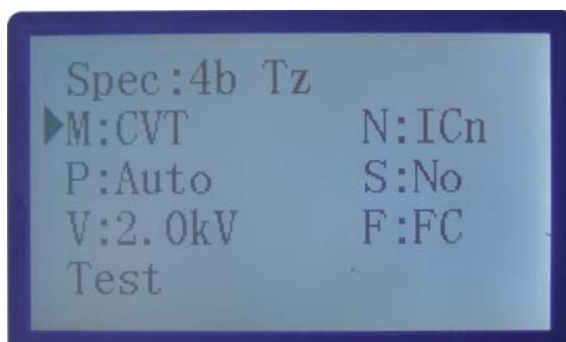 Spec:4b Tz
M:CVT N:ICn
P:Auto S:No
V:2.0kV F:FC
Test